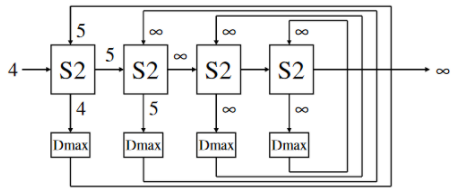 5 ∞ ∞ ∞
4 S2 5 S2 ∞ S2 S2 ∞
4 5 ∞ ∞
Dmax Dmax Dmax Dmax